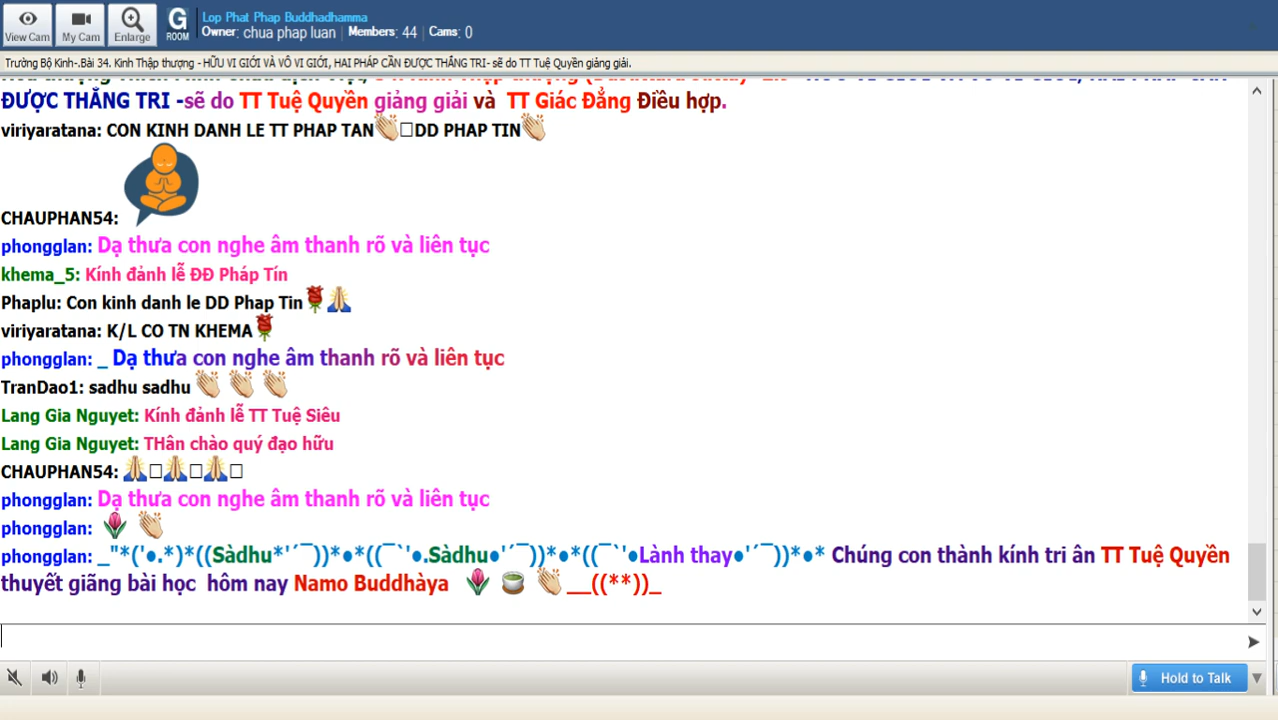 View Cam
My Cam
Enlarge
G
ROOM
Lop Phat Phap Buddhadhamma
Owner: chua phap luan | Members: 44 | Cams: 0
Trường Bộ Kinh-.Bài 34. Kinh Thập thượng - HỮU VI GIỚI VÀ VÔ VI GIỚI, HAI PHÁP CẦN ĐƯỢC THẮNG TRI- sẽ do TT Tuệ Quyền giảng giải.
ĐƯỢC THẮNG TRI -sẽ do TT Tuệ Quyền giảng giải và TT Giác Đẳng Điều hợp.
viriyaratana: CON KINH DANH LE TT PHAP TAN👏□DD PHAP TIN👏
CHAUPHAN54:
phongglan: Dạ thưa con nghe âm thanh rõ và liên tục
khema_5: Kính đảnh lễ ĐĐ Pháp Tín
Phaplu: Con kinh danh le DD Phap Tin🌹🙏
viriyaratana: K/L CO TN KHEMA🌹
phongglan: _ Dạ thưa con nghe âm thanh rõ và liên tục
TranDao1: sadhu sadhu 👏 👏 👏
Lang Gia Nguyet: Kính đảnh lễ TT Tuệ Siêu
Lang Gia Nguyet: THân chào quý đạo hữu
CHAUPHAN54: 🙏□🙏□🙏□
phongglan: Dạ thưa con nghe âm thanh rõ và liên tục
phongglan: 🌷 👏
phongglan: _"*('●.*)*((Sàdhu*'´¯))*●*((¯`'●.Sàdhu●'´¯))*●*((¯`'●Lành thay●'´¯))*●* Chúng con thành kính tri ân TT Tuệ Quyền
thuyết giãng bài học hôm nay Namo Buddhàya 🌷 🍵 👏__((**))_
Hold to Talk